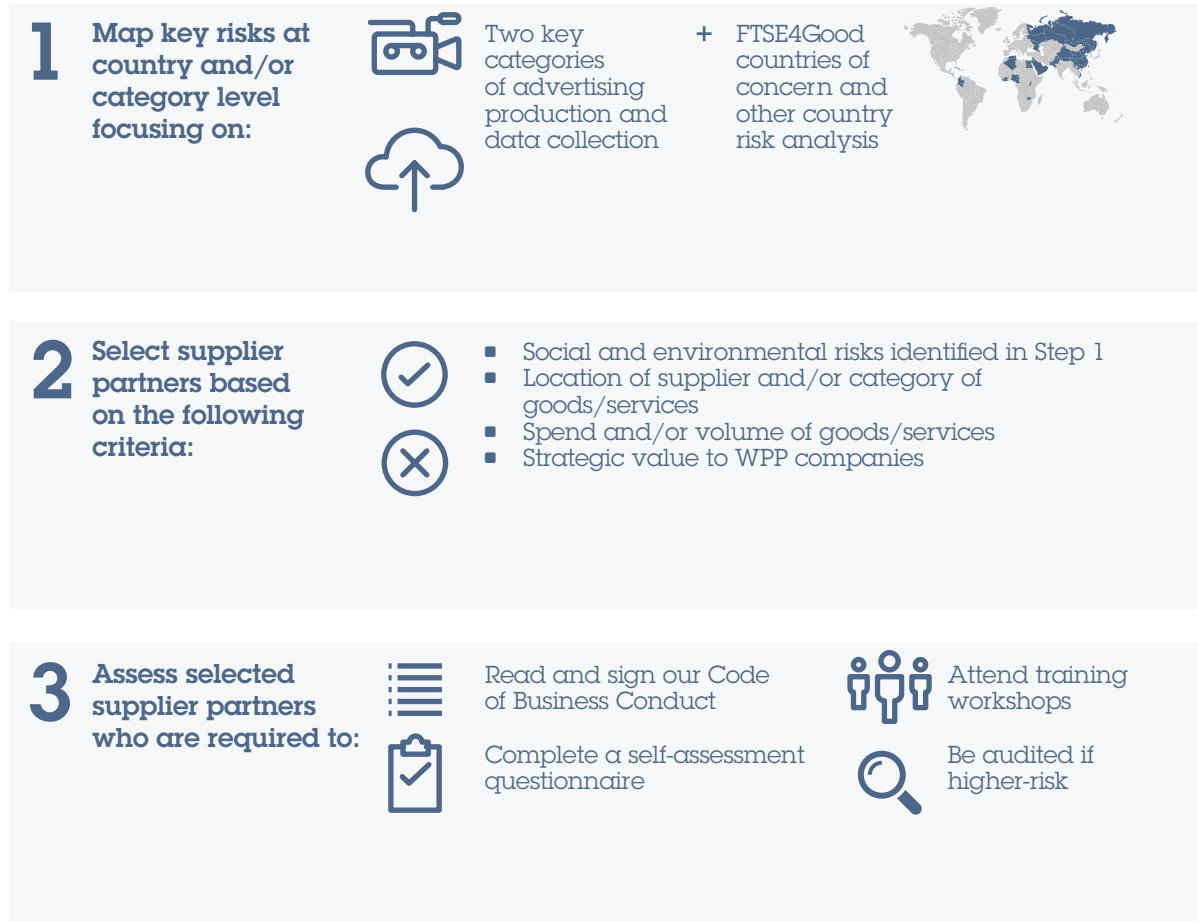 1
Map key risks at
country and/or
category level
focusing on:
Two key
categories
of advertising
production and
data collection
+
FTSE4Good
countries of
concern and
other country
risk analysis
2
Select supplier
partners based
on the following
criteria:
Social and environmental risks identified in Step 1
Location of supplier and/or category of
goods/services
Spend and/or volume of goods/services
Strategic value to WPP companies
3
Assess selected
supplier partners
who are required to:
Read and sign our Code
of Business Conduct
Complete a self-assessment
questionnaire
Attend training
workshops
Be audited if
higher-risk